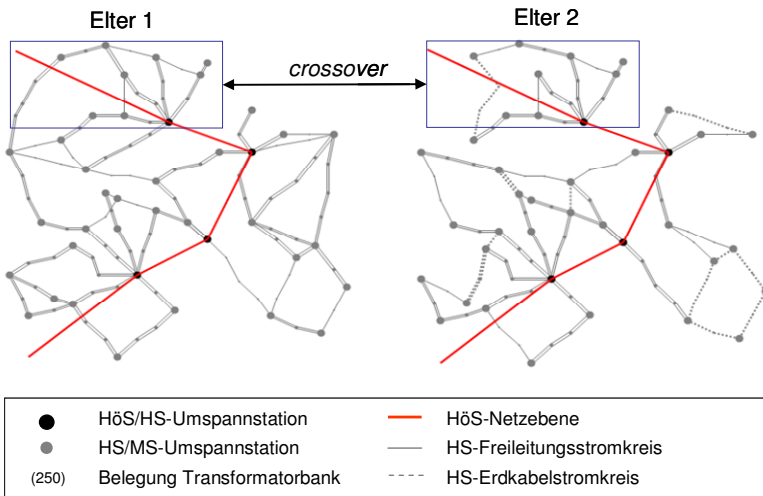 Elter 1
Elter 2
crossover
HöS/HS-Umspannstation
HöS-Netzebene
HS/MS-Umspannstation
HS-Freileitungsstromkreis
(250) Belegung Transformatorbank
HS-Erdkabelstromkreis